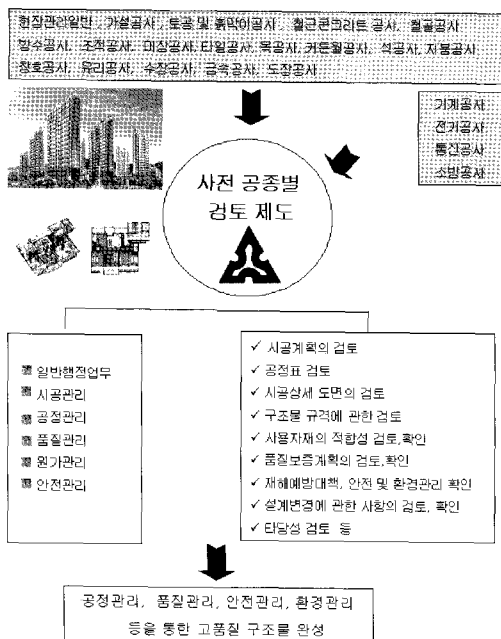 현장관리일반, 가설공사, 토공 및 흙막이공사, 철근콘크리트 공사, 철골공사
방수공사, 조적공사, 미장공사, 타일공사, 목공사, 커튼월공사, 석공사, 지붕공사
창호공사, 유리공사, 수장공사, 금속공사, 도장공사
기계공사
전기공사
통신공사
소방공사
사전 공종별
검토 제도
일반행정업무
시공관리
공정관리
품질관리
원가관리
안전관리
✓ 시공계획의 검토
✓ 공정표 검토
✓ 시공상세 도면의 검토
✓ 구조물 규격에 관한 검토
✓ 사용자재의 적합성 검토,확인
✓ 품질보증계획의 검토,확인
✓ 재해예방대책, 안전 및 환경관리 확인
✓ 설계변경에 관한 사항의 검토, 확인
✓ 타당성 검토 등
공정관리, 품질관리, 안전관리, 환경관리
등을 통한 고품질 구조물 완성